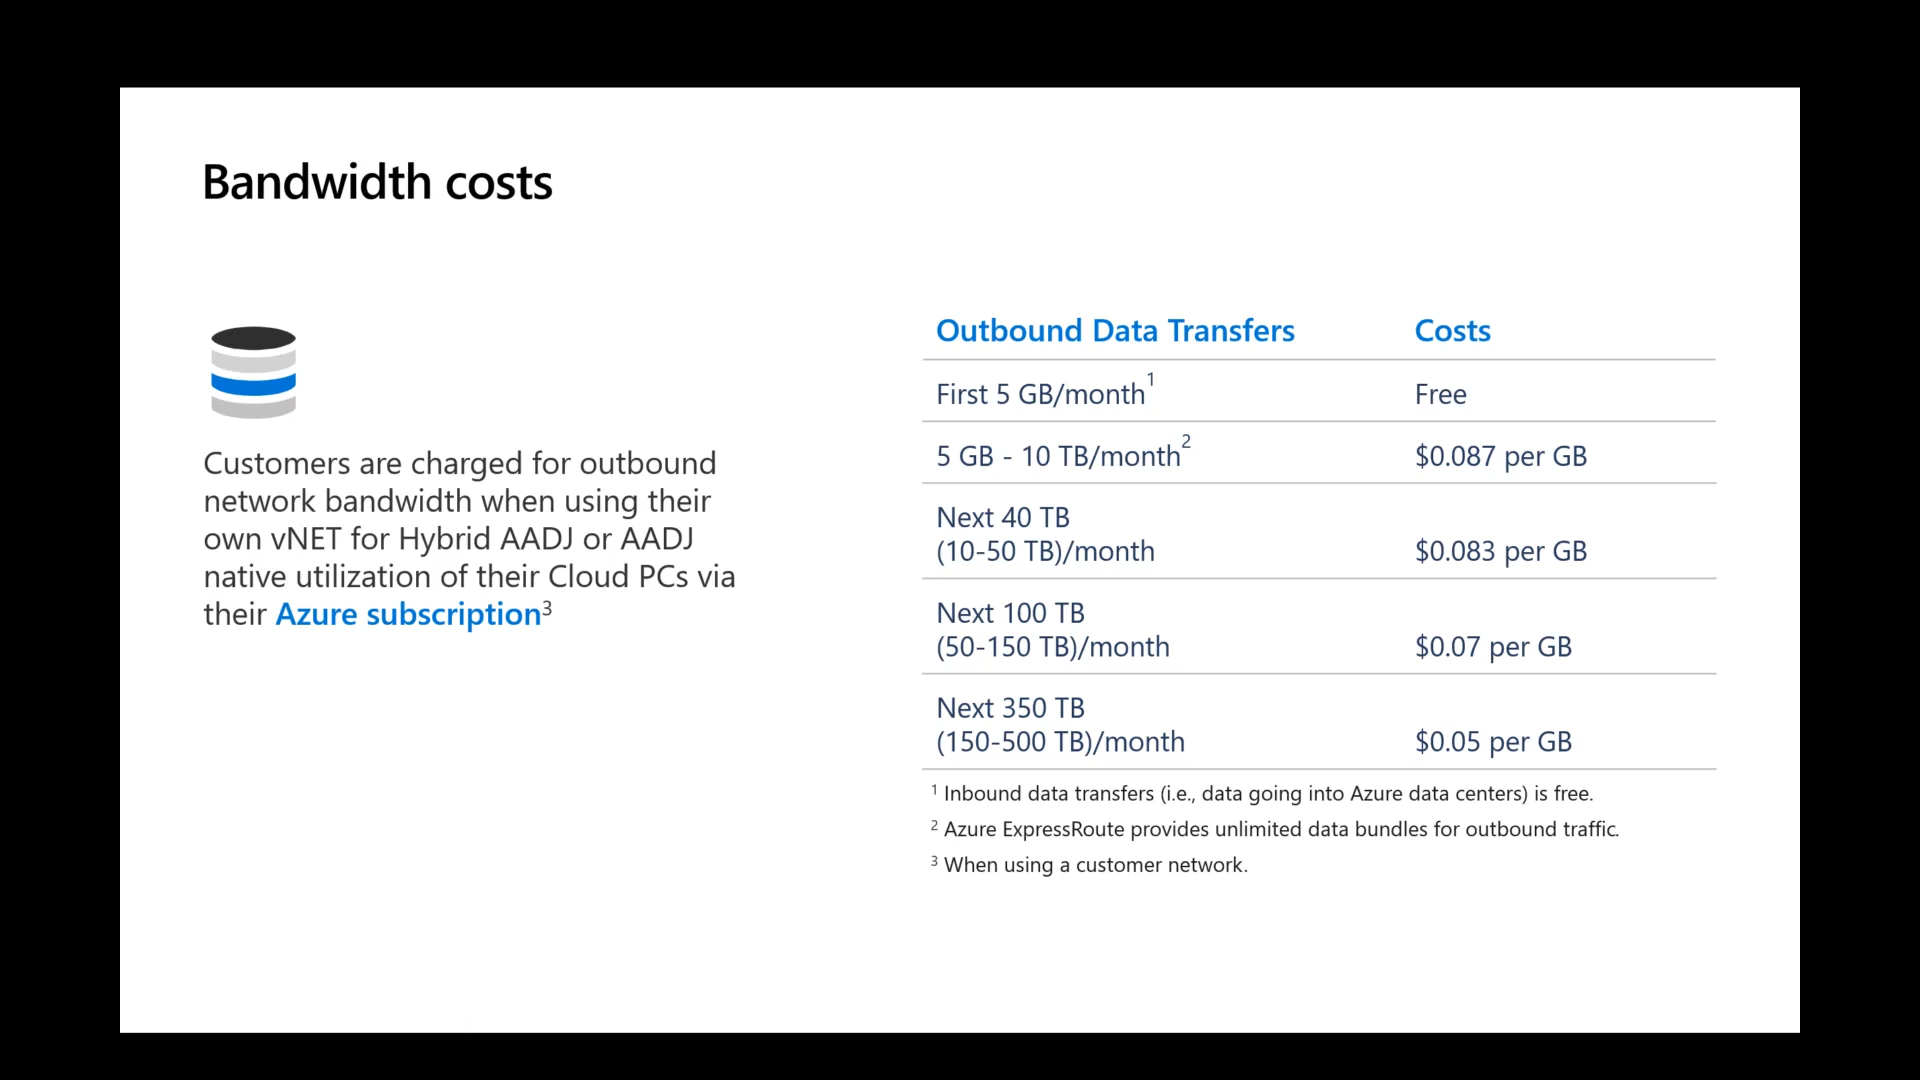 Bandwidth costs
Customers are charged for outbound
network bandwidth when using their
own vNET for Hybrid AADJ or AADJ
native utilization of their Cloud PCs via
their Azure subscription³
Outbound Data Transfers Costs
First 5 GB/month¹ Free
5 GB - 10 TB/month² $0.087 per GB
Next 40 TB
(10-50 TB)/month $0.083 per GB
Next 100 TB
(50-150 TB)/month $0.07 per GB
Next 350 TB
(150-500 TB)/month $0.05 per GB
¹ Inbound data transfers (i.e., data going into Azure data centers) is free.
² Azure ExpressRoute provides unlimited data bundles for outbound traffic.
³ When using a customer network.